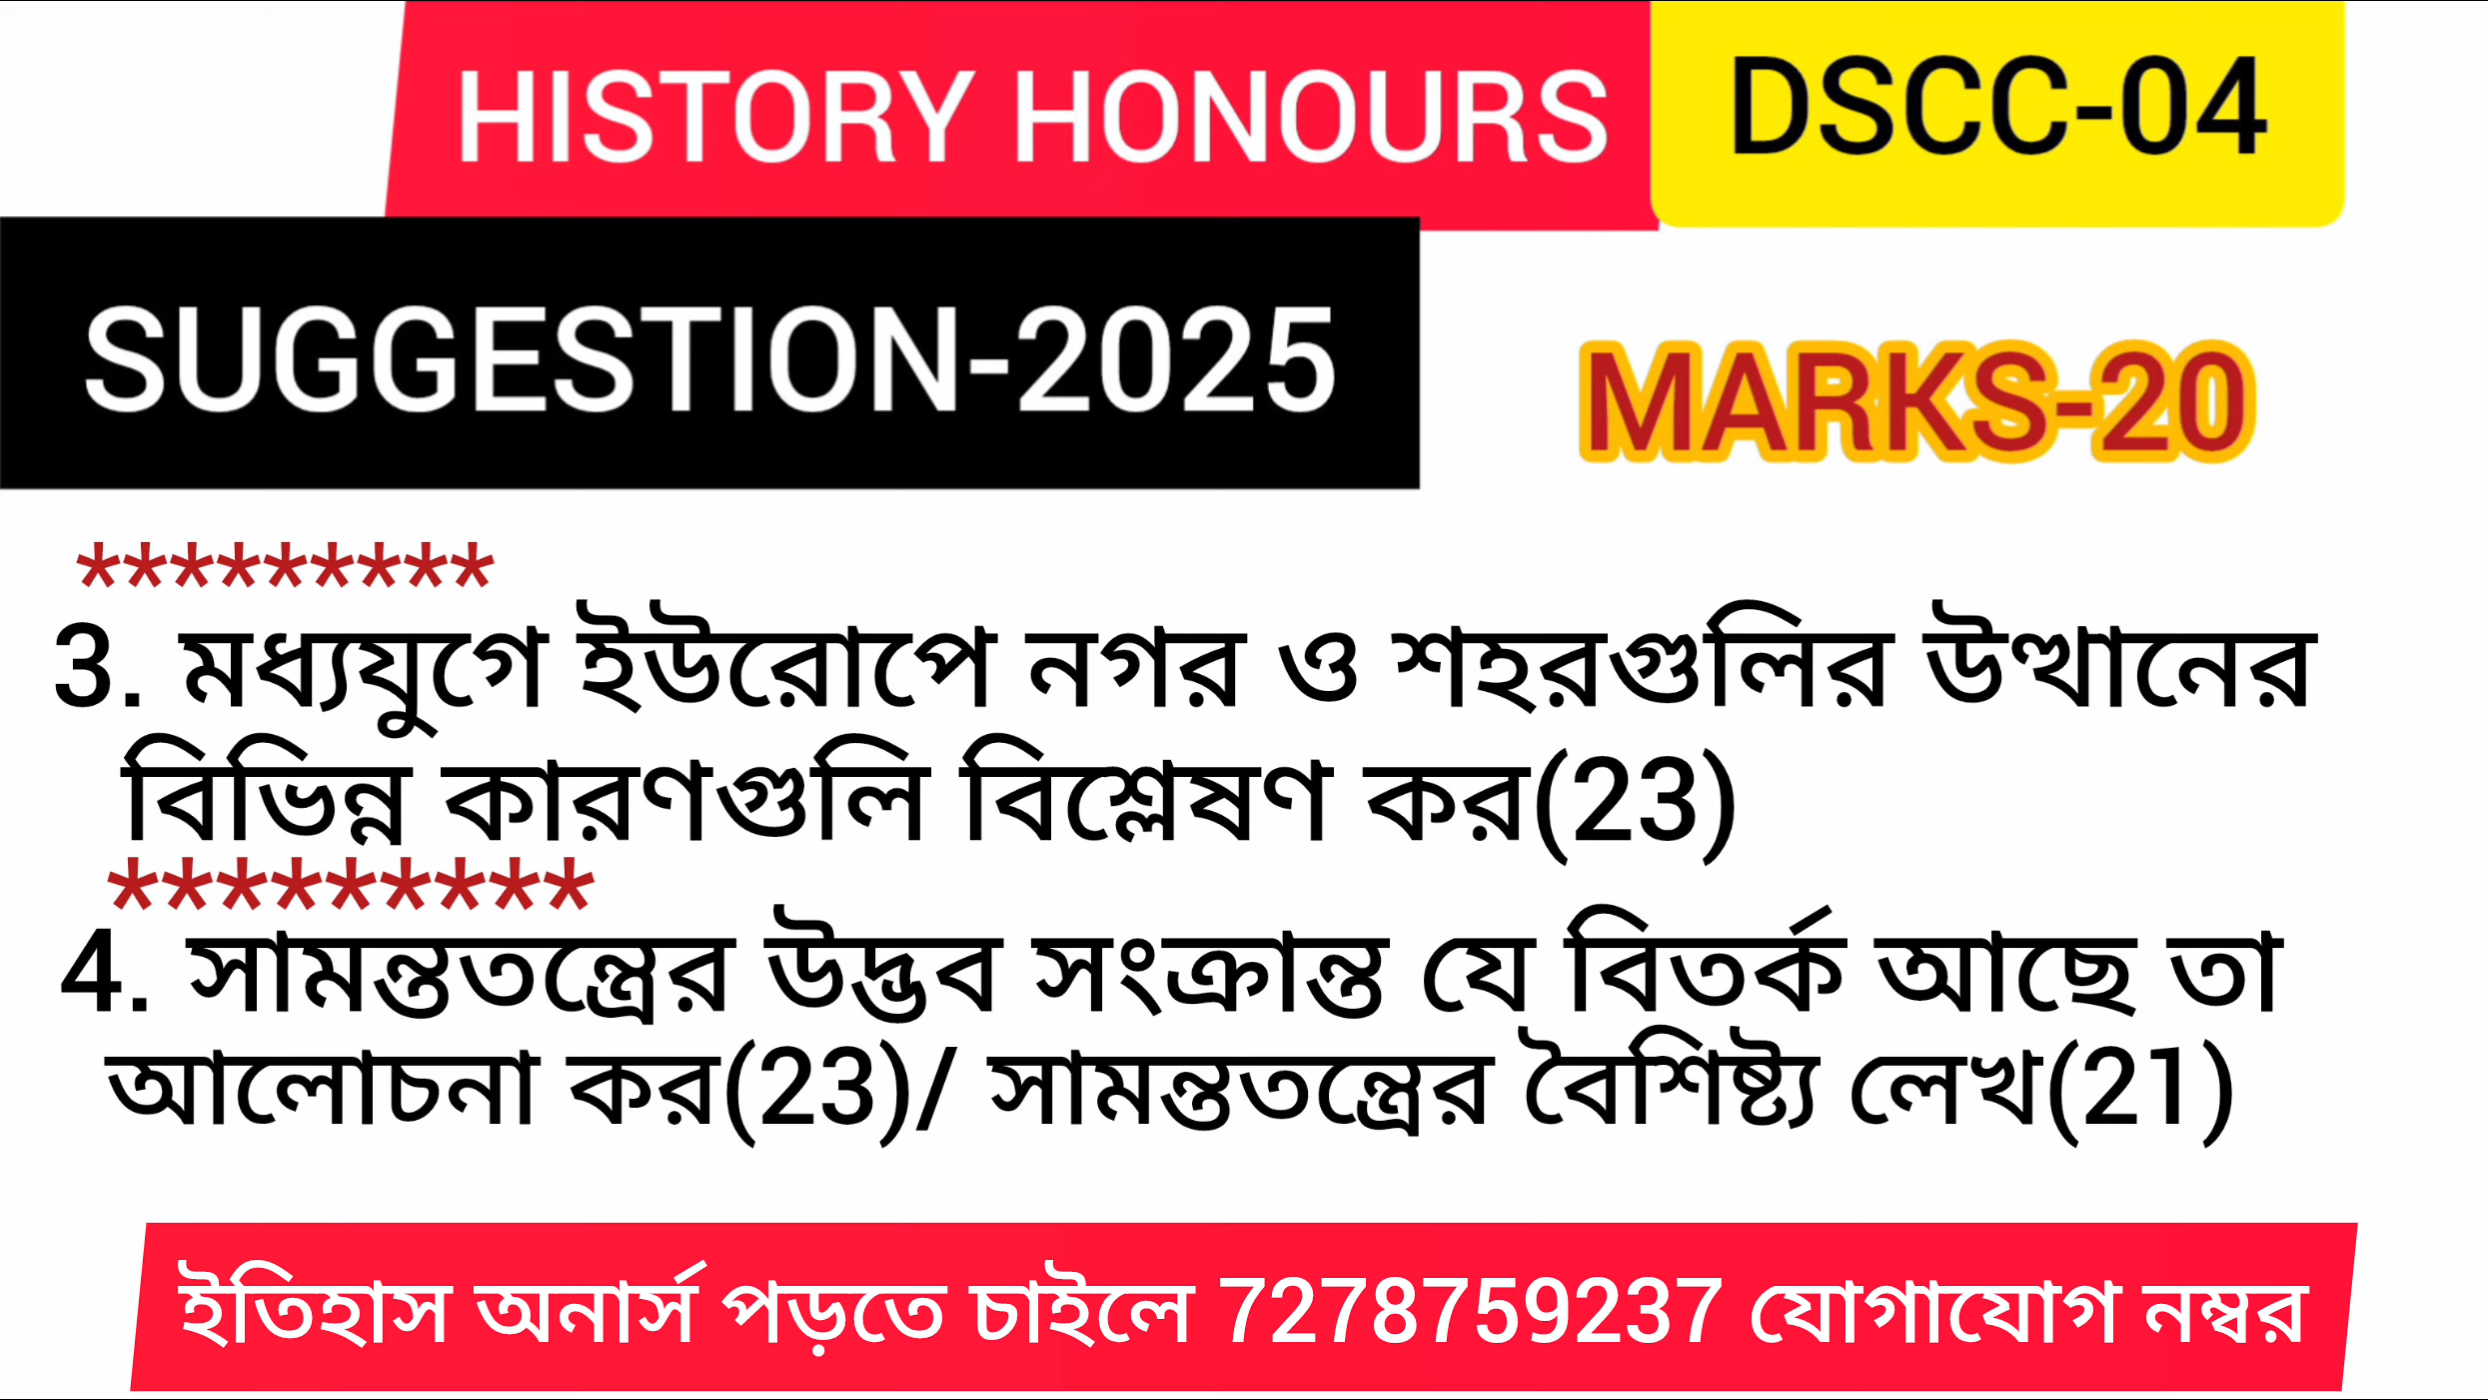 HISTORY HONOURS DSCC-04
SUGGESTION-2025
MARKS-20
*********
3. মধ্যযুগে ইউরোপে নগর ও শহরগুলির উত্থানের
বিভিন্ন কারণগুলি বিশ্লেষণ কর(23)
*********
4. সামন্ততন্ত্রের উদ্ভব সংক্রান্ত যে বিতর্ক আছে তা
আলোচনা কর(23)/ সামন্ততন্ত্রের বৈশিষ্ট্য লেখ(21)
ইতিহাস অনার্স পড়তে চাইলে 7278759237 যোগাযোগ নম্বর